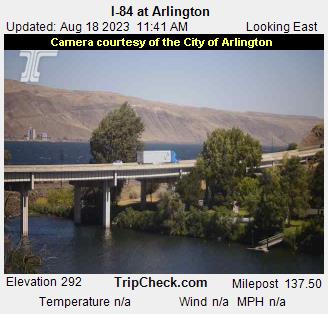 I-84 at Arlington
Updated: Aug 18 2023 11:41 AM Looking East
Camera courtesy of the City of Arlington
Elevation 292 TripCheck.com Milepost 137.50
Temperature n/a Wind n/a MPH n/a